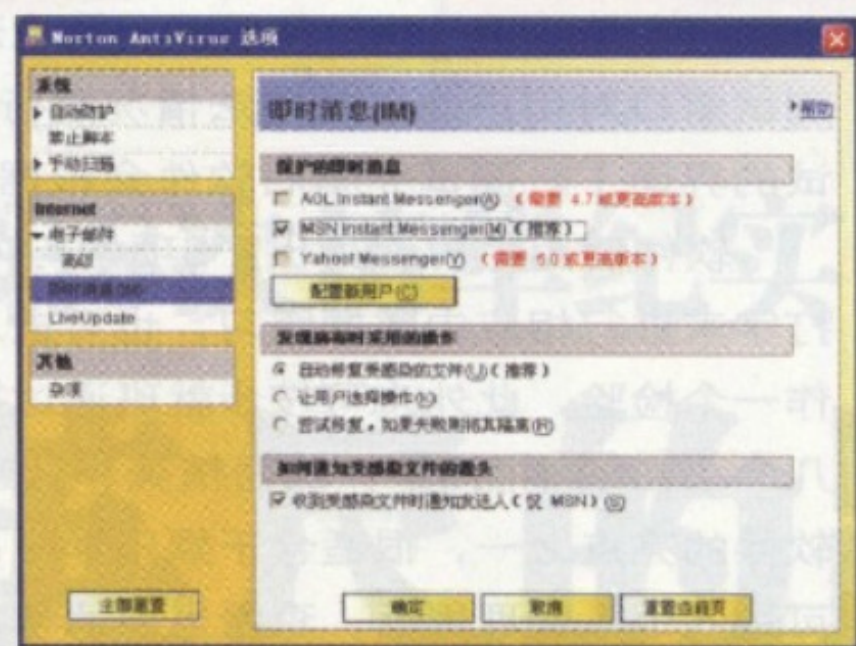 Norton AntiVirus 选项
系统
自动防护
禁止脚本
手动扫描
Internet
电子邮件
高级
即时消息(IM)
LiveUpdate
其他
杂项
全部重置
即时消息(IM)
帮助
保护的即时消息
AOL Instant Messenger(A) (需要 4.7 或更高版本)
MSN Instant Messenger(M) (推荐)
Yahoo! Messenger(Y) (需要 5.0 或更高版本)
配置新用户(C)
发现病毒时采用的操作
自动修复受感染的文件(U) (推荐)
让用户选择操作(K)
尝试修复,如果失败则将其隔离(R)
如何通知受感染文件的源头
收到受感染文件时通知发送人(仅 MSN) (S)
确定
取消
重置当前页